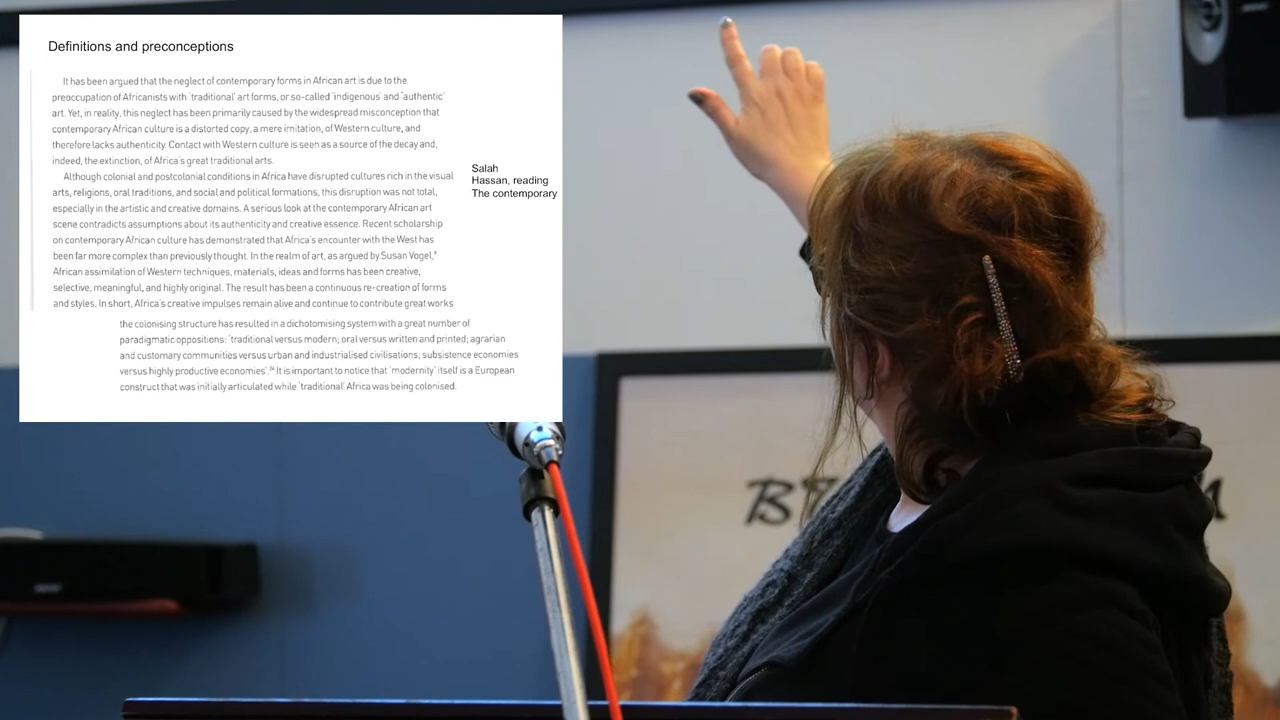 Definitions and preconceptions
It has been argued that the neglect of contemporary forms in African art is due to the
preoccupation of Africanists with 'traditional' art forms, or so-called 'indigenous' and 'authentic'
art. Yet, in reality, this neglect has been primarily caused by the widespread misconception that
contemporary African culture is a distorted copy, a mere imitation, of Western culture, and
therefore lacks authenticity. Contact with Western culture is seen as a source of the decay and,
indeed, the extinction, of Africa's great traditional arts.
Although colonial and postcolonial conditions in Africa have disrupted cultures rich in the visual
arts, religions, oral traditions, and social and political formations, this disruption was not total,
especially in the artistic and creative domains. A serious look at the contemporary African art
scene contradicts assumptions about its authenticity and creative essence. Recent scholarship
on contemporary African culture has demonstrated that Africa's encounter with the West has
been far more complex than previously thought. In the realm of art, as argued by Susan Vogel,
African assimilation of Western techniques, materials, ideas and forms has been creative,
selective, meaningful, and highly original. The result has been a continuous re-creation of forms
and styles. In short, Africa's creative impulses remain alive and continue to contribute great works
the colonising structure has resulted in a dichotomising system with a great number of
paradigmatic oppositions: 'traditional versus modern; oral versus written and printed; agrarian
and customary communities versus urban and industrialised civilisations; subsistence economies
versus highly productive economies'.²⁴ It is important to notice that 'modernity' itself is a European
construct that was initially articulated while 'traditional' Africa was being colonised.
Salah
Hassan, reading
The contemporary